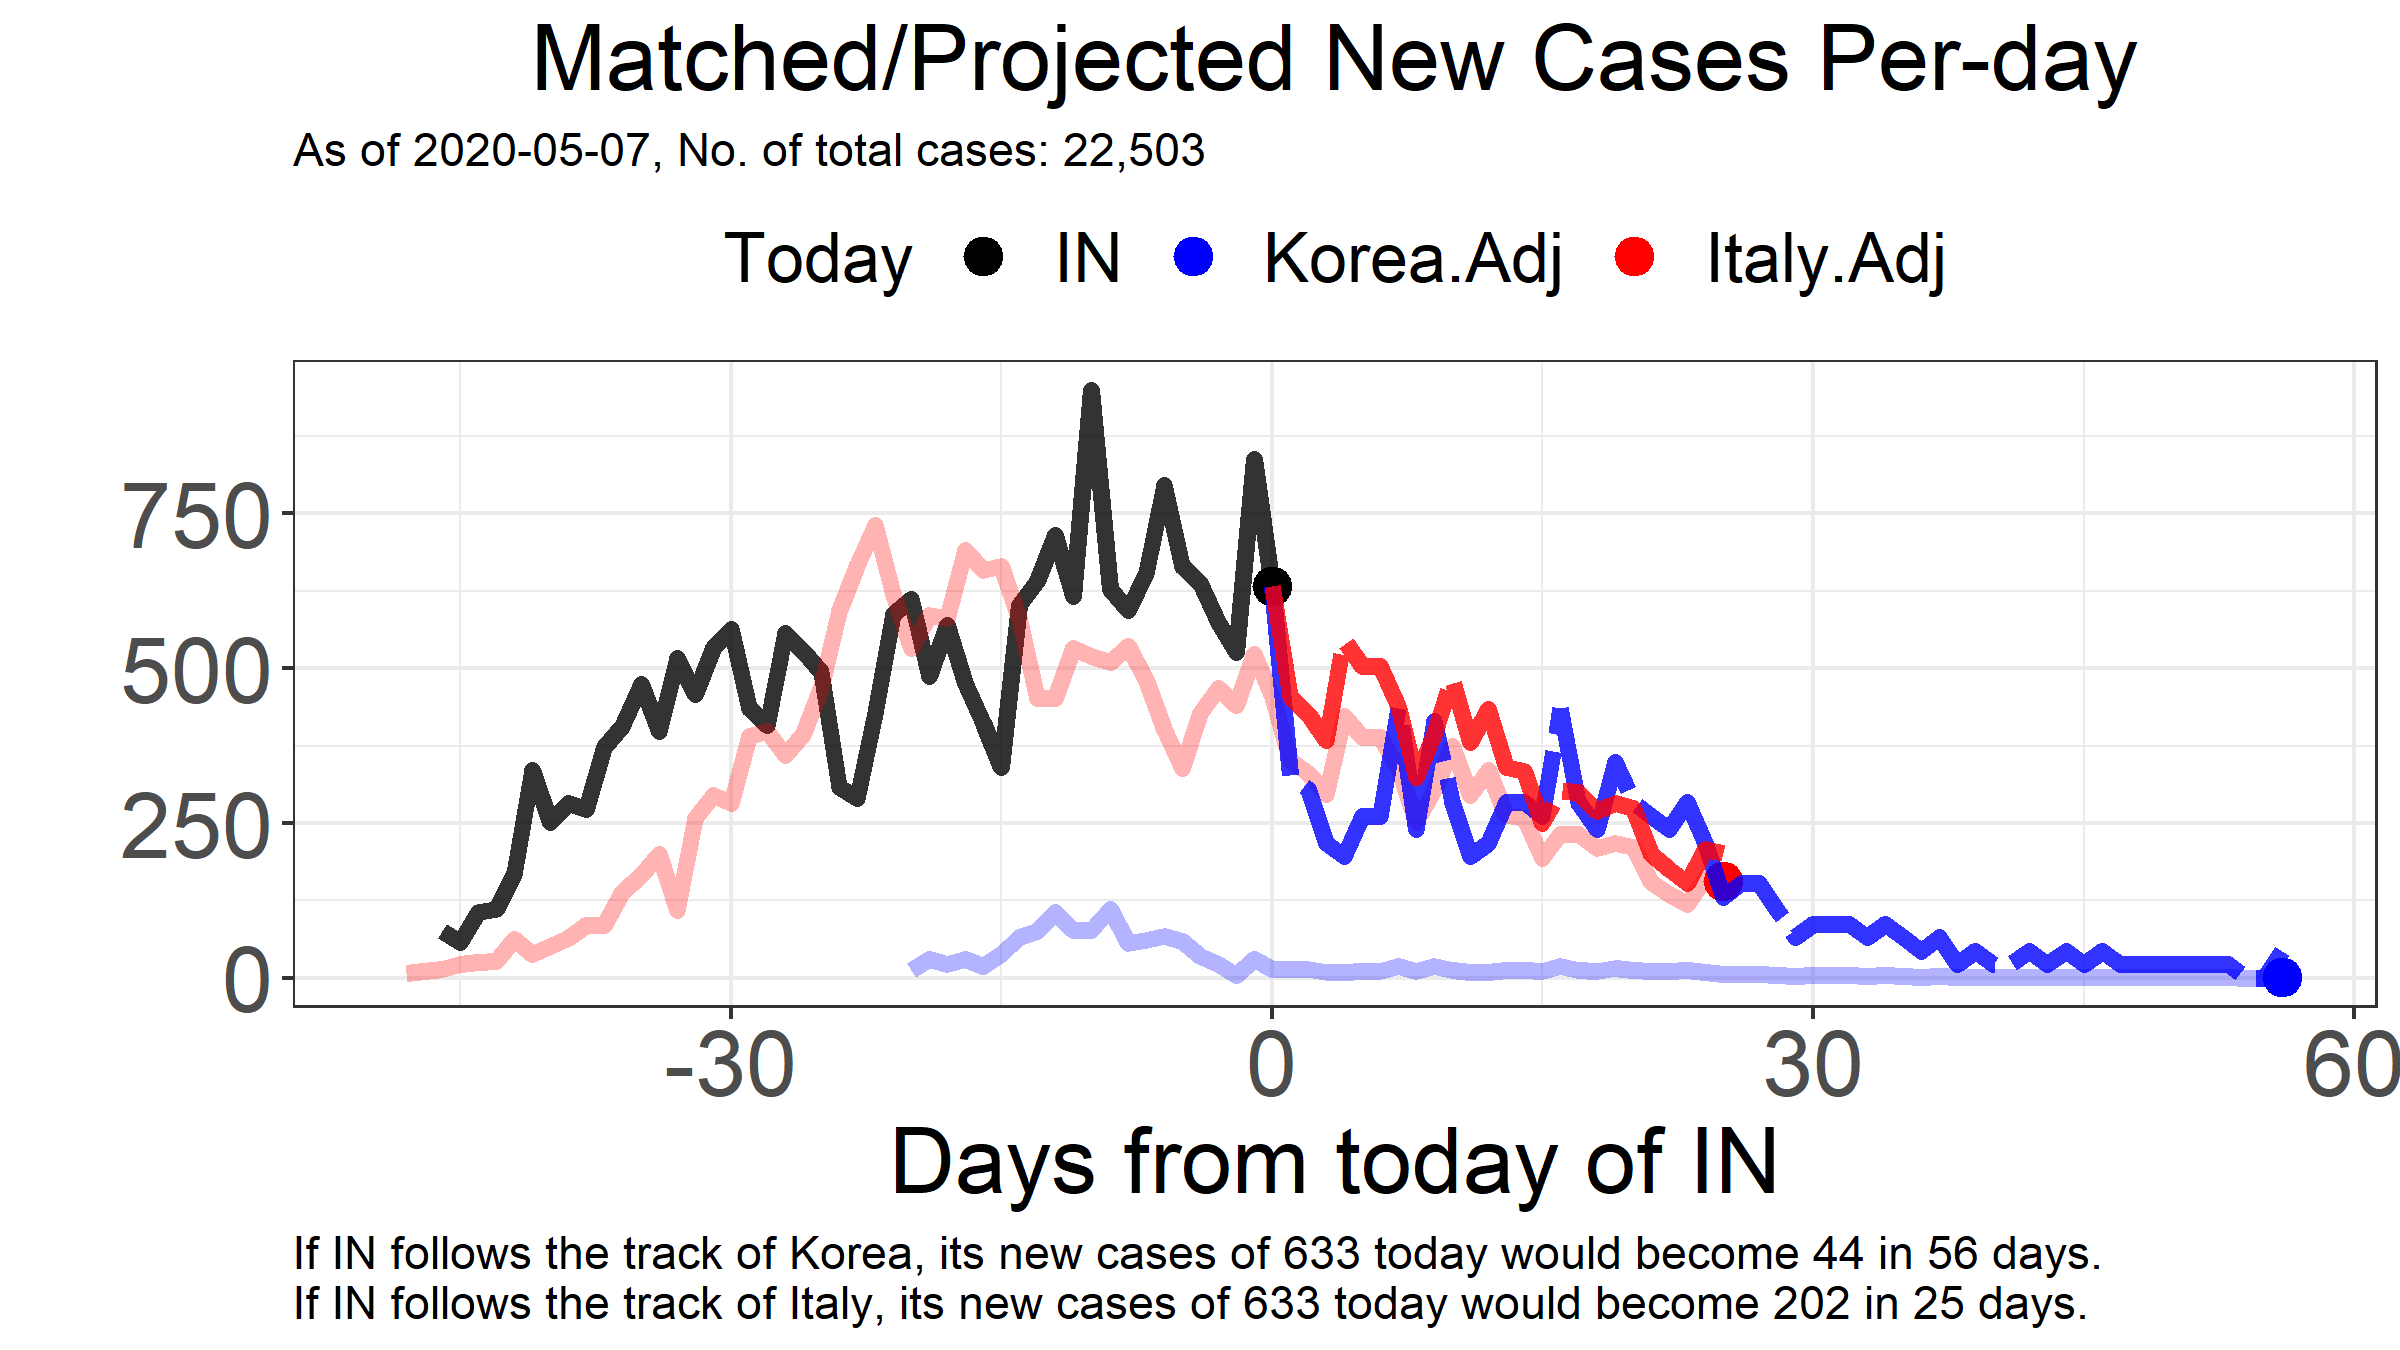 Matched/Projected New Cases Per-day
As of 2020-05-07, No. of total cases: 22,503
Today IN Korea.Adj Italy.Adj
750
500
250
0
-30 0 30 60
Days from today of IN
If IN follows the track of Korea, its new cases of 633 today would become 44 in 56 days.
If IN follows the track of Italy, its new cases of 633 today would become 202 in 25 days.